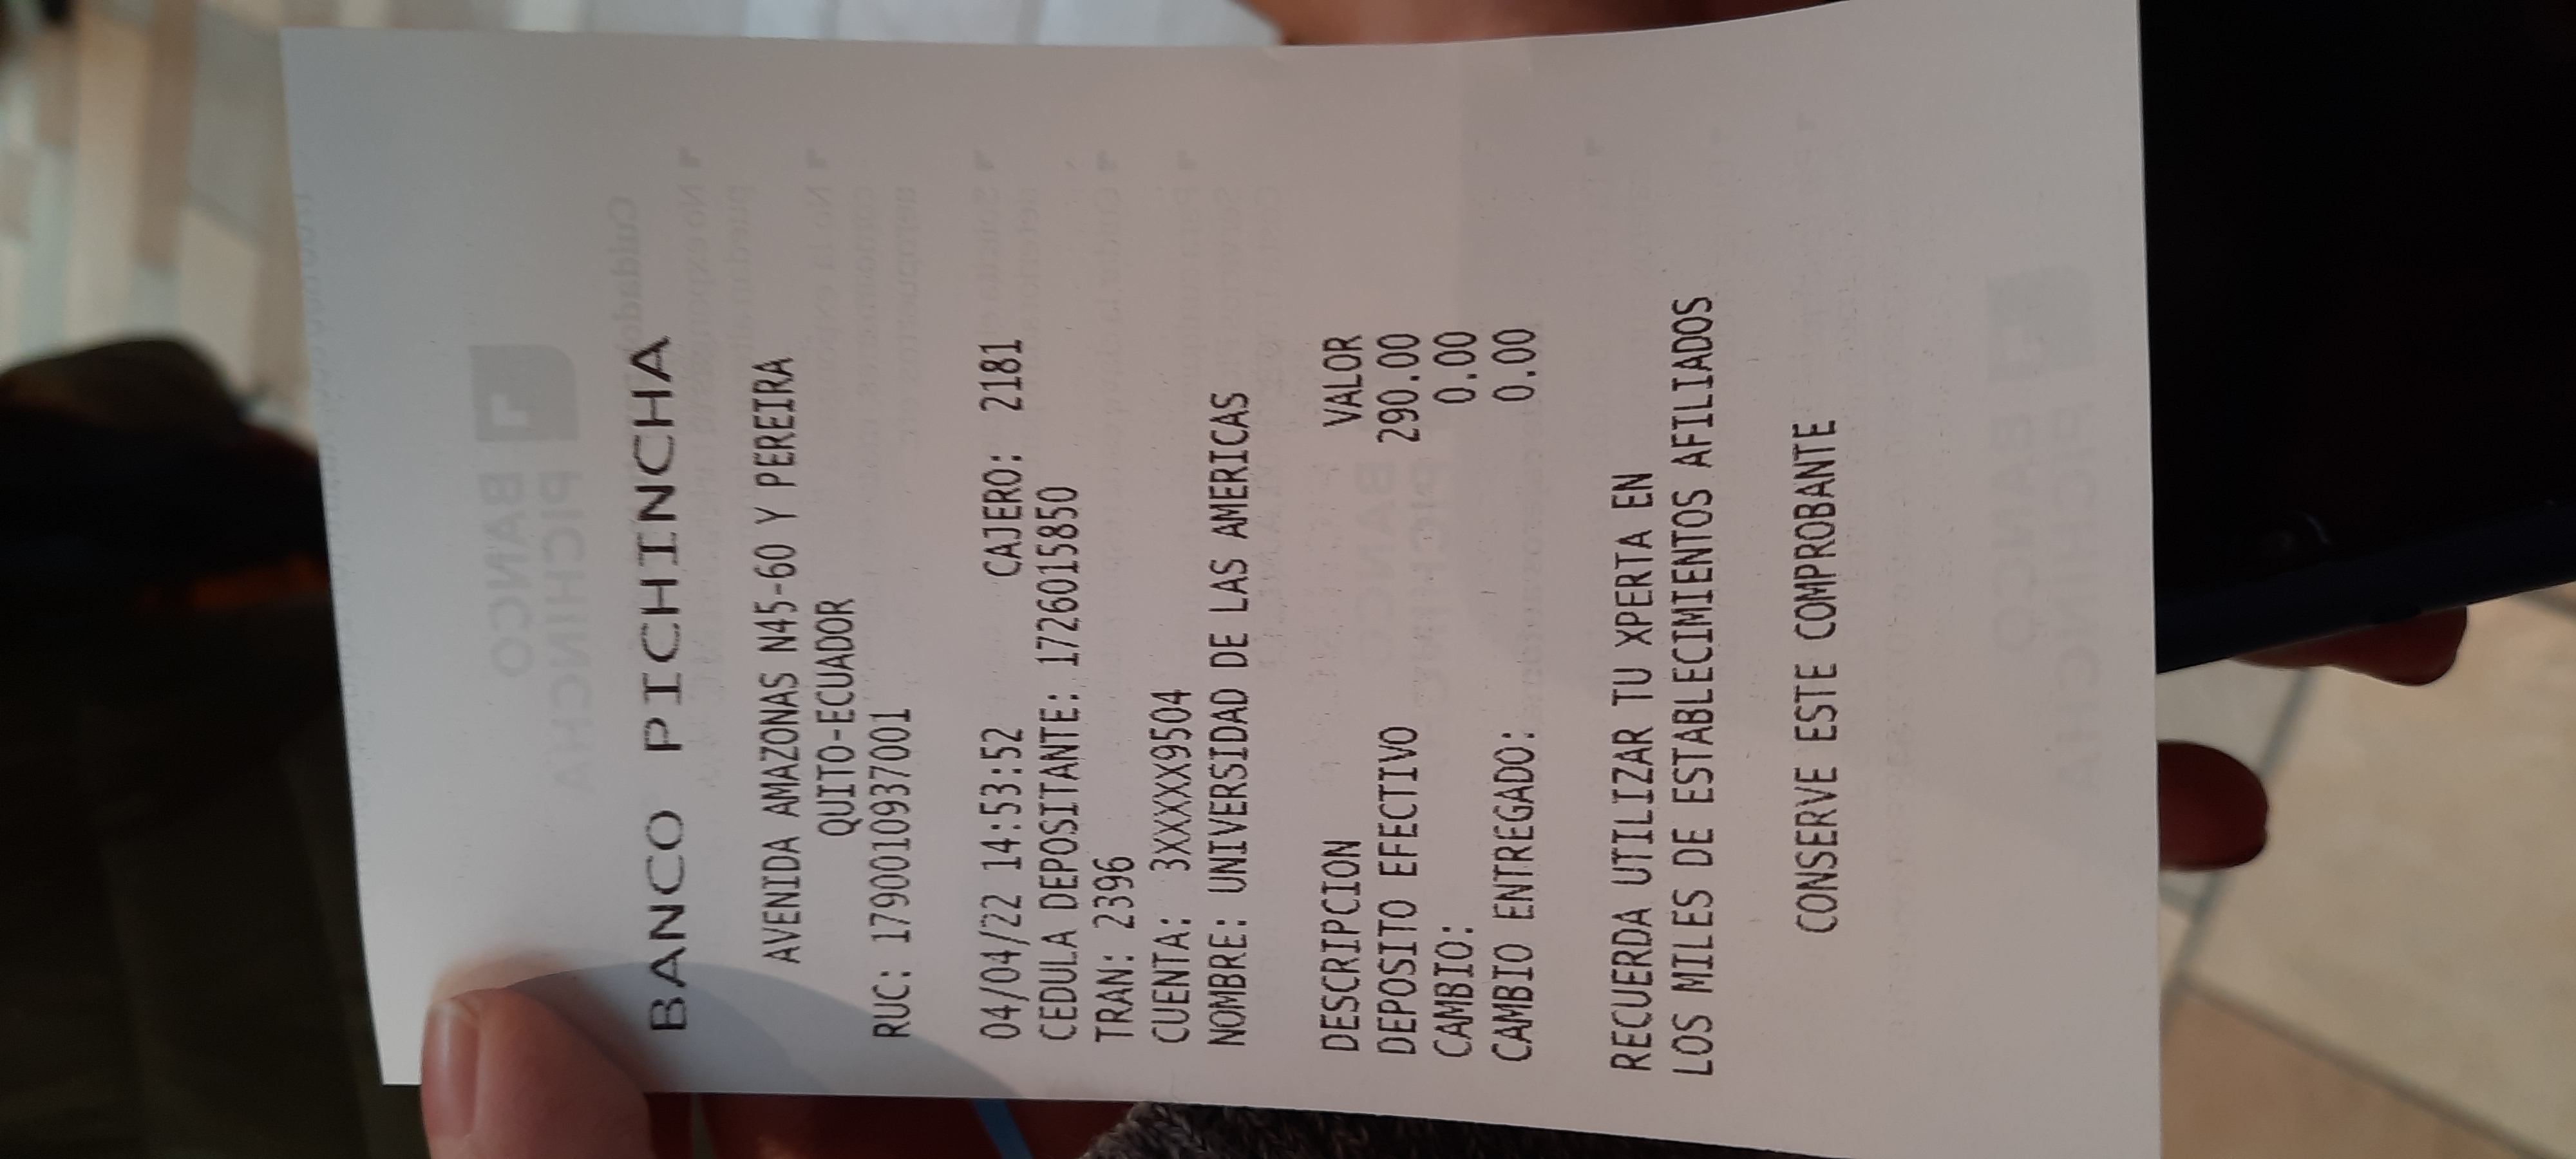 BANCO PICHINCHA
AVENIDA AMAZONAS N45-60 Y PEREIRA
QUITO-ECUADOR
RUC: 1790010937001
04/04/22 14:53:52 CAJERO: 2181
CEDULA DEPOSITANTE: 1726015850
TRAN: 2396
CUENTA: 3XXXXX9504
NOMBRE: UNIVERSIDAD DE LAS AMERICAS
DESCRIPCION VALOR
DEPOSITO EFECTIVO 290.00
CAMBIO: 0.00
CAMBIO ENTREGADO: 0.00
RECUERDA UTILIZAR TU XPERTA EN
LOS MILES DE ESTABLECIMIENTOS AFILIADOS
CONSERVE ESTE COMPROBANTE